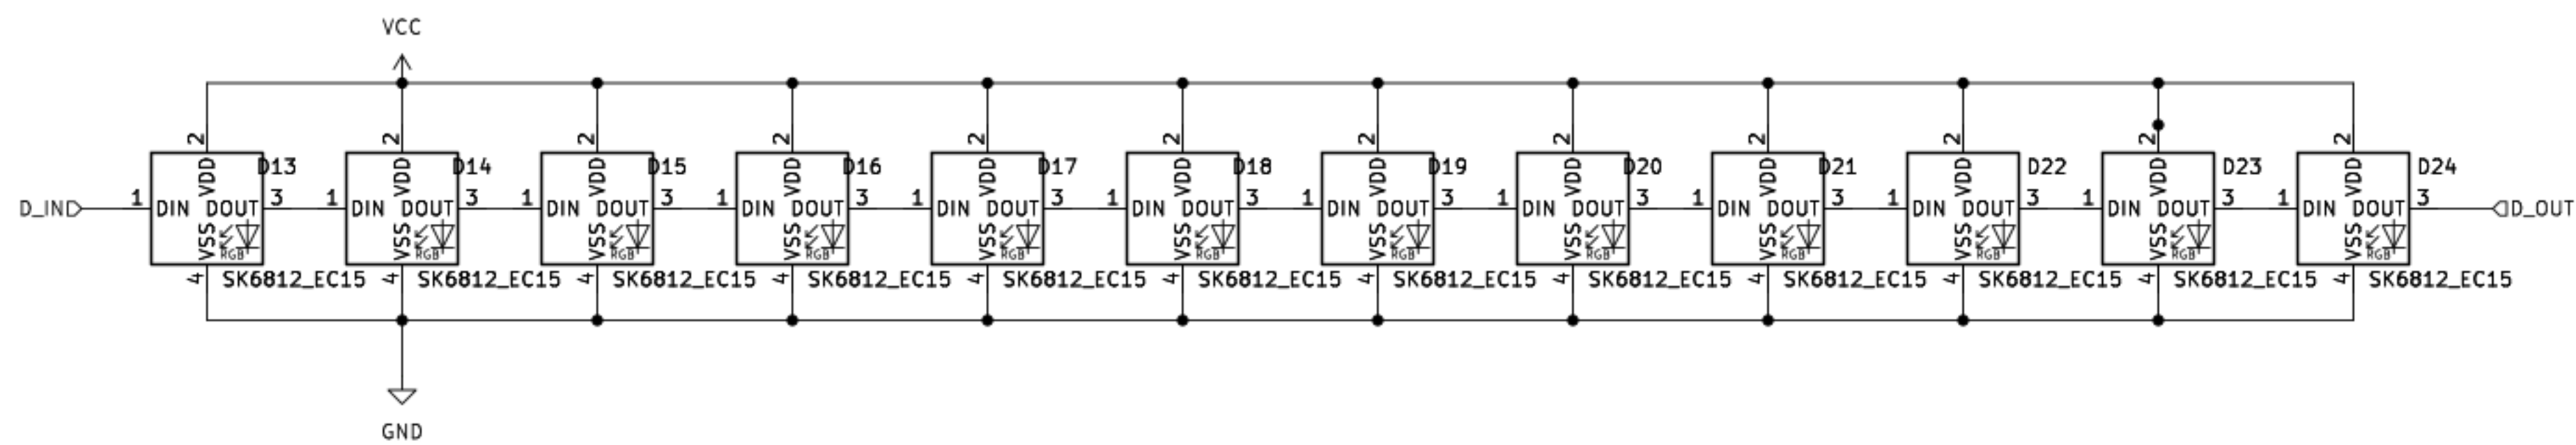 VCC
2 2 2 2 2 2 2 2 2 2 2 2
D13 D14 D15 D16 D17 D18 D19 D20 D21 D22 D23 D24
VDD VDD VDD VDD VDD VDD VDD VDD VDD VDD VDD VDD
D_IN 1 DIN DOUT 3 1 DIN DOUT 3 1 DIN DOUT 3 1 DIN DOUT 3 1 DIN DOUT 3 1 DIN DOUT 3 1 DIN DOUT 3 1 DIN DOUT 3 1 DIN DOUT 3 1 DIN DOUT 3 1 DIN DOUT 3 1 DIN DOUT 3 D_OUT
VSS RGB VSS RGB VSS RGB VSS RGB VSS RGB VSS RGB VSS RGB VSS RGB VSS RGB VSS RGB VSS RGB VSS RGB
4 SK6812_EC15 4 SK6812_EC15 4 SK6812_EC15 4 SK6812_EC15 4 SK6812_EC15 4 SK6812_EC15 4 SK6812_EC15 4 SK6812_EC15 4 SK6812_EC15 4 SK6812_EC15 4 SK6812_EC15 4 SK6812_EC15
GND